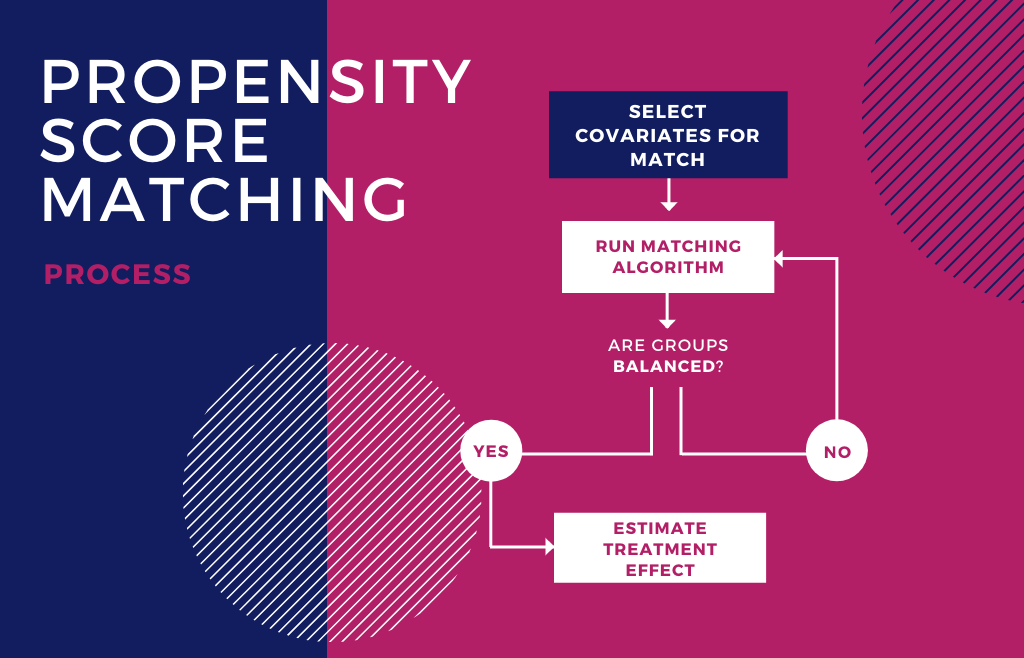 PROPENSITY
SCORE
MATCHING
PROCESS
SELECT
COVARIATES FOR
MATCH
RUN MATCHING
ALGORITHM
ARE GROUPS
BALANCED?
YES
NO
ESTIMATE
TREATMENT
EFFECT